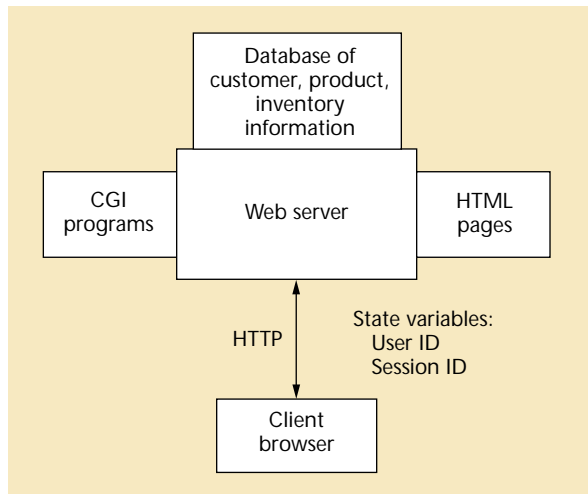 Database of
customer, product,
inventory
information
CGI
programs
Web server
HTML
pages
HTTP
State variables:
User ID
Session ID
Client
browser